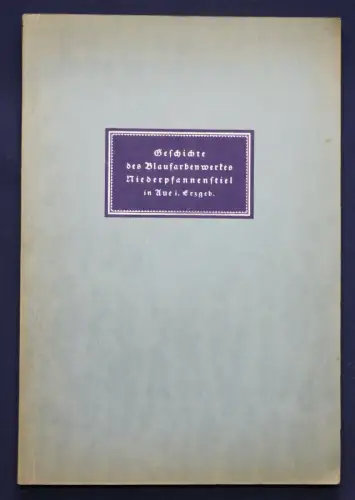 Geschichte
des Blaufarbenwerkes
Niederpfannenstiel
in Aue i. Erzgeb.